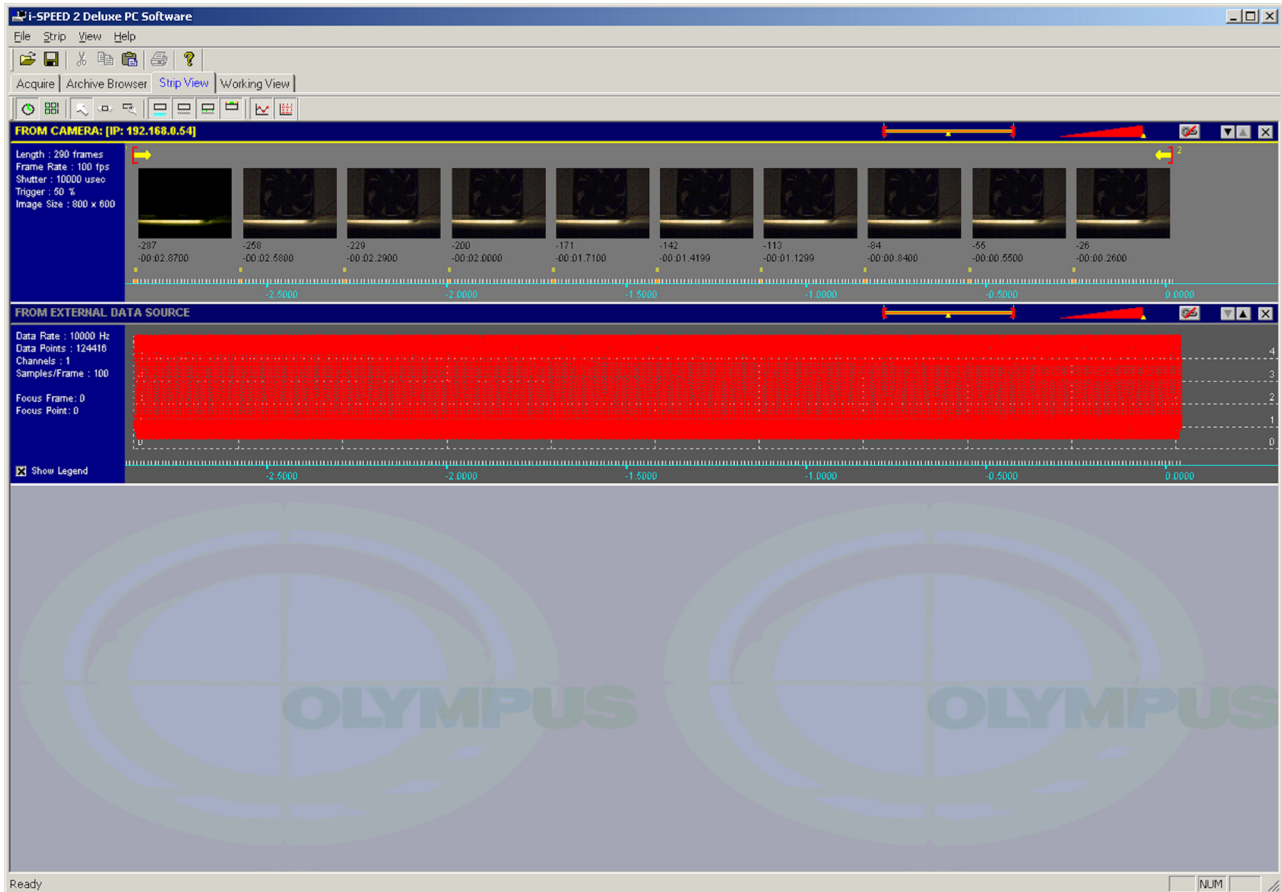 i-SPEED 2 Deluxe PC Software
File Strip View Help
Acquire Archive Browser Strip View Working View
FROM CAMERA: [IP: 192.168.0.54]
Length : 290 frames
Frame Rate : 100 fps
Shutter : 10000 usec
Trigger : 50 %
Image Size : 800 x 600
2
-287 -258 -229 -200 -171 -142 -113 -84 -55 -26
-00:02.8700 -00:02.5800 -00:02.2900 -00:02.0000 -00:01.7100 -00:01.4199 -00:01.1299 -00:00.8400 -00:00.5500 -00:00.2600
-2.5000 -2.0000 -1.5000 -1.0000 -0.5000 0.0000
FROM EXTERNAL DATA SOURCE
Data Rate : 10000 Hz
Data Points : 124416
Channels : 1
Samples/Frame : 100
Focus Frame: 0
Focus Point: 0
Show Legend
4
3
2
1
0
-2.5000 -2.0000 -1.5000 -1.0000 -0.5000 0.0000
OLYMPUS OLYMPUS
Ready NUM